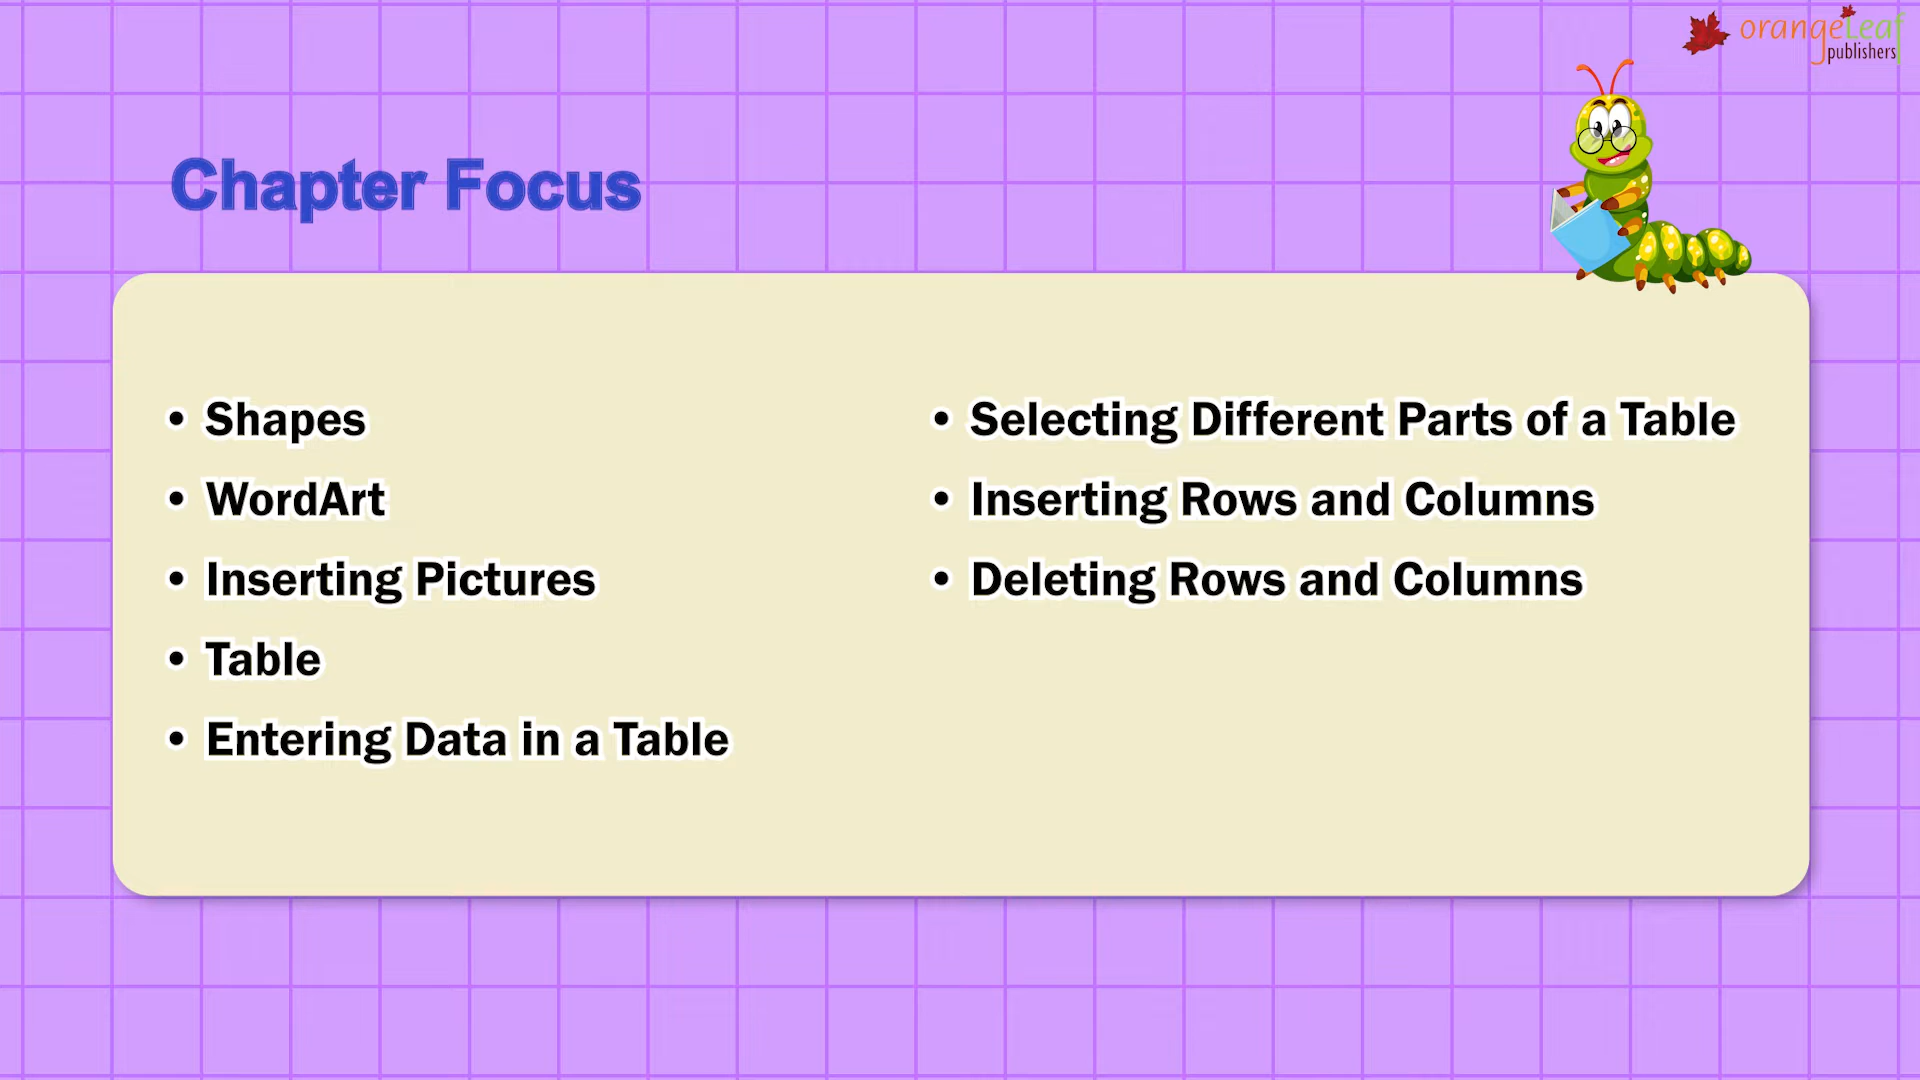 orangeLeaf
publishers
Chapter Focus
• Shapes
• WordArt
• Inserting Pictures
• Table
• Entering Data in a Table
• Selecting Different Parts of a Table
• Inserting Rows and Columns
• Deleting Rows and Columns